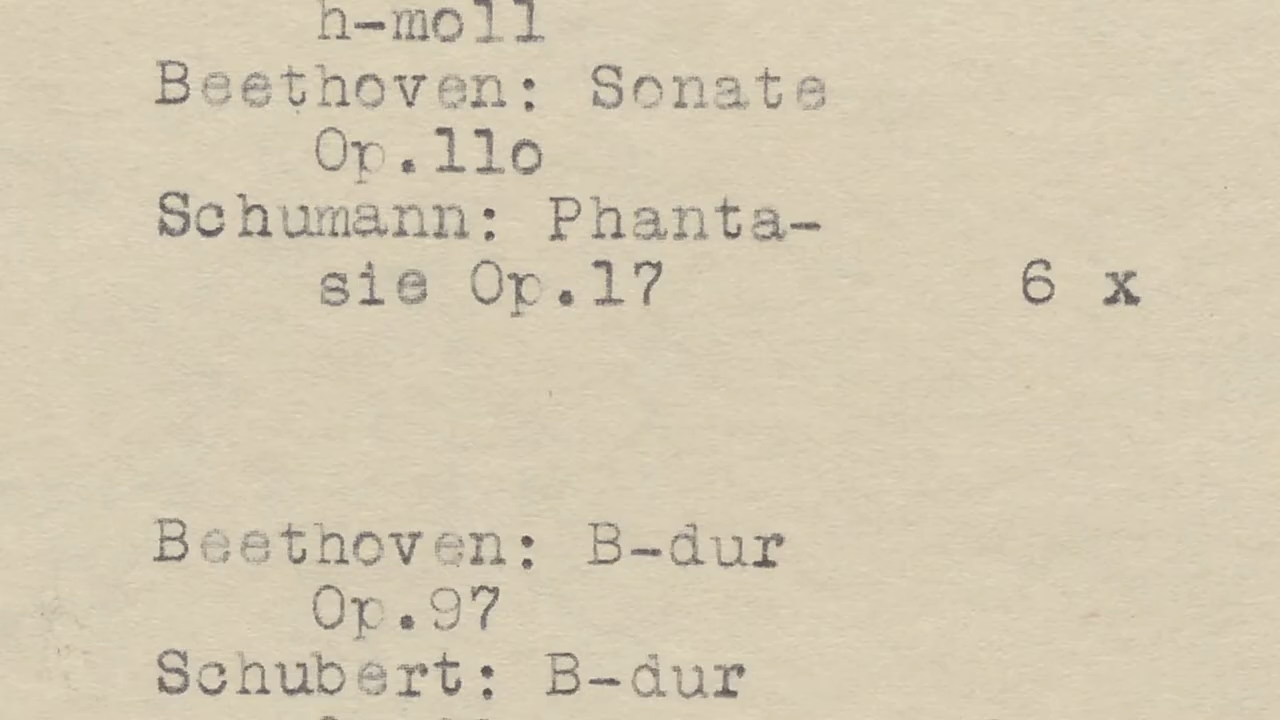 h-moll
Beethoven: Sonate
Op.llo
Schumann: Phanta-
sie Op.17 6 x
Beethoven: B-dur
Op.97
Schubert: B-dur